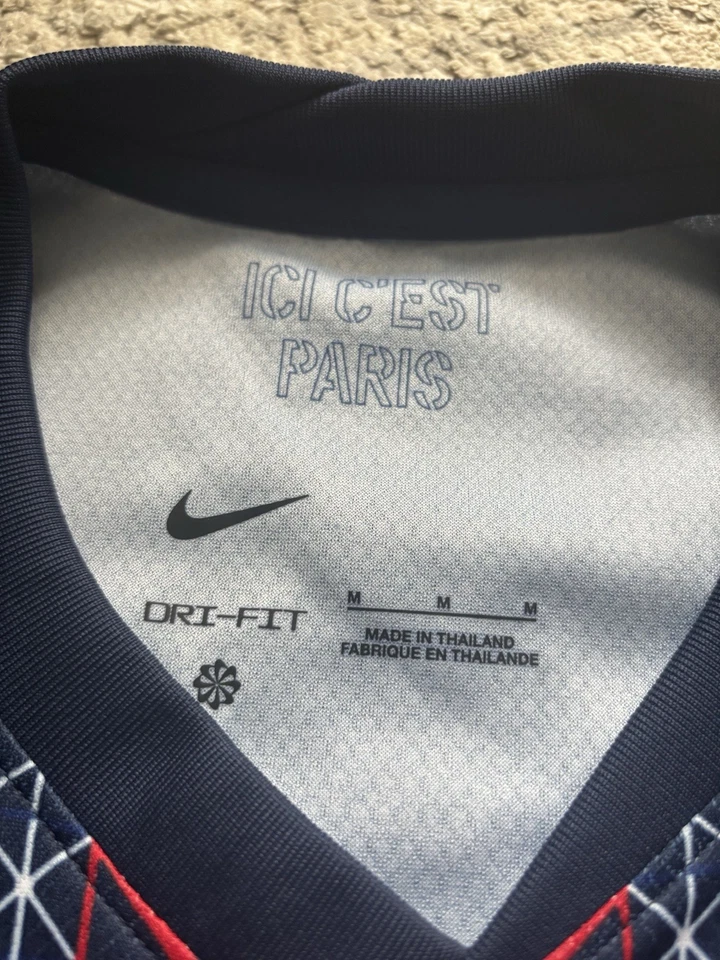 ICI C'EST
PARIS
DRI-FIT
M M M
MADE IN THAILAND
FABRIQUE EN THAILANDE